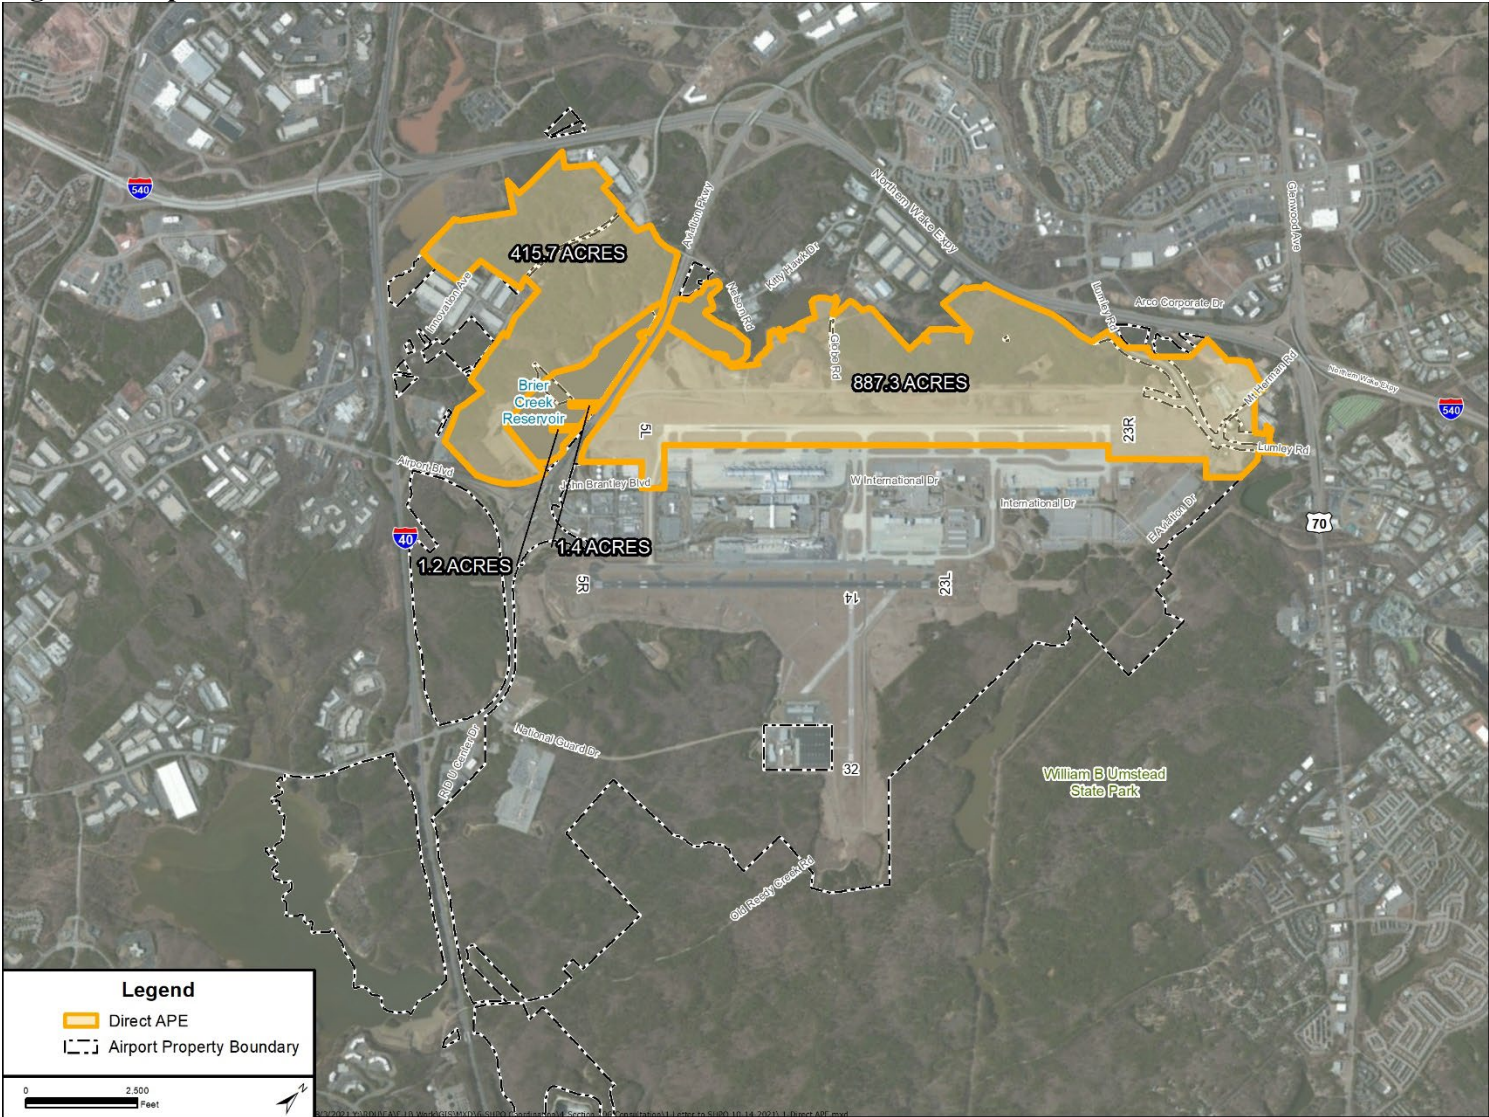 540
Northern Wake Expy
Glenwood Ave
Aviation Pkwy
415.7 ACRES
Kitty Hawk Dr
Nelson Rd
Innovation Ave
Lumley Rd
Arco Corporate Dr
Globe Rd
887.3 ACRES
Mt Herman Rd
Northern Wake Expy
540
Brier
Creek
Reservoir
5L
23R
Lumley Rd
Airport Blvd
John Brantley Blvd
W International Dr
International Dr
E Aviation Dr
70
40
1.2 ACRES
1.4 ACRES
5R
14
23L
National Guard Dr
R D U Center Dr
32
William B Umstead
State Park
Old Reedy Creek Rd
Legend
Direct APE
Airport Property Boundary
0
2,500
Feet
N